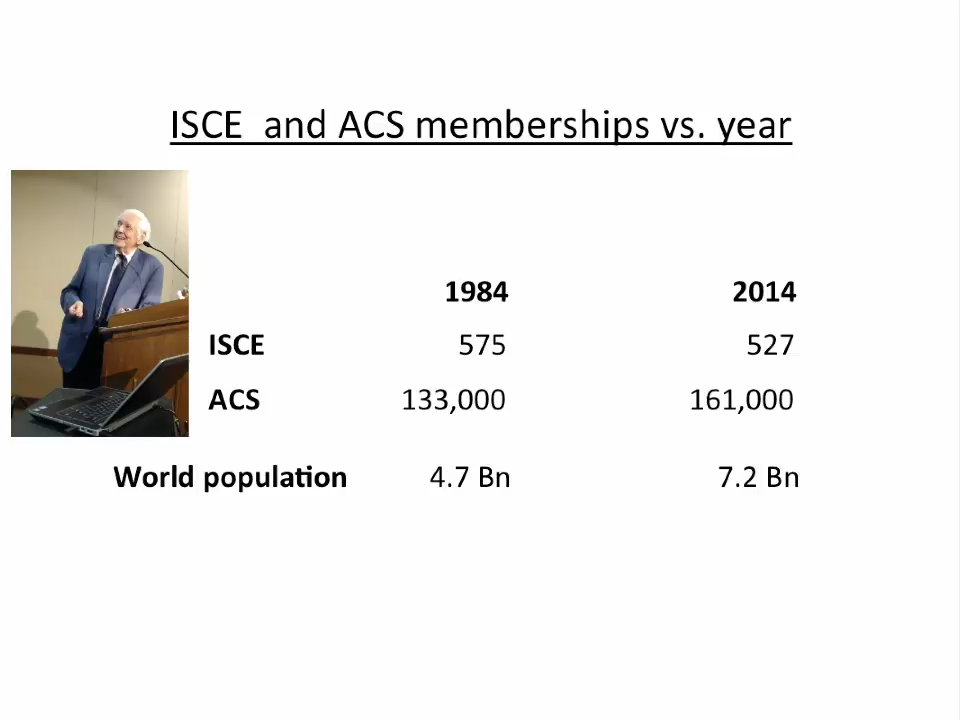 ISCE and ACS memberships vs. year
1984 2014
ISCE 575 527
ACS 133,000 161,000
World population 4.7 Bn 7.2 Bn